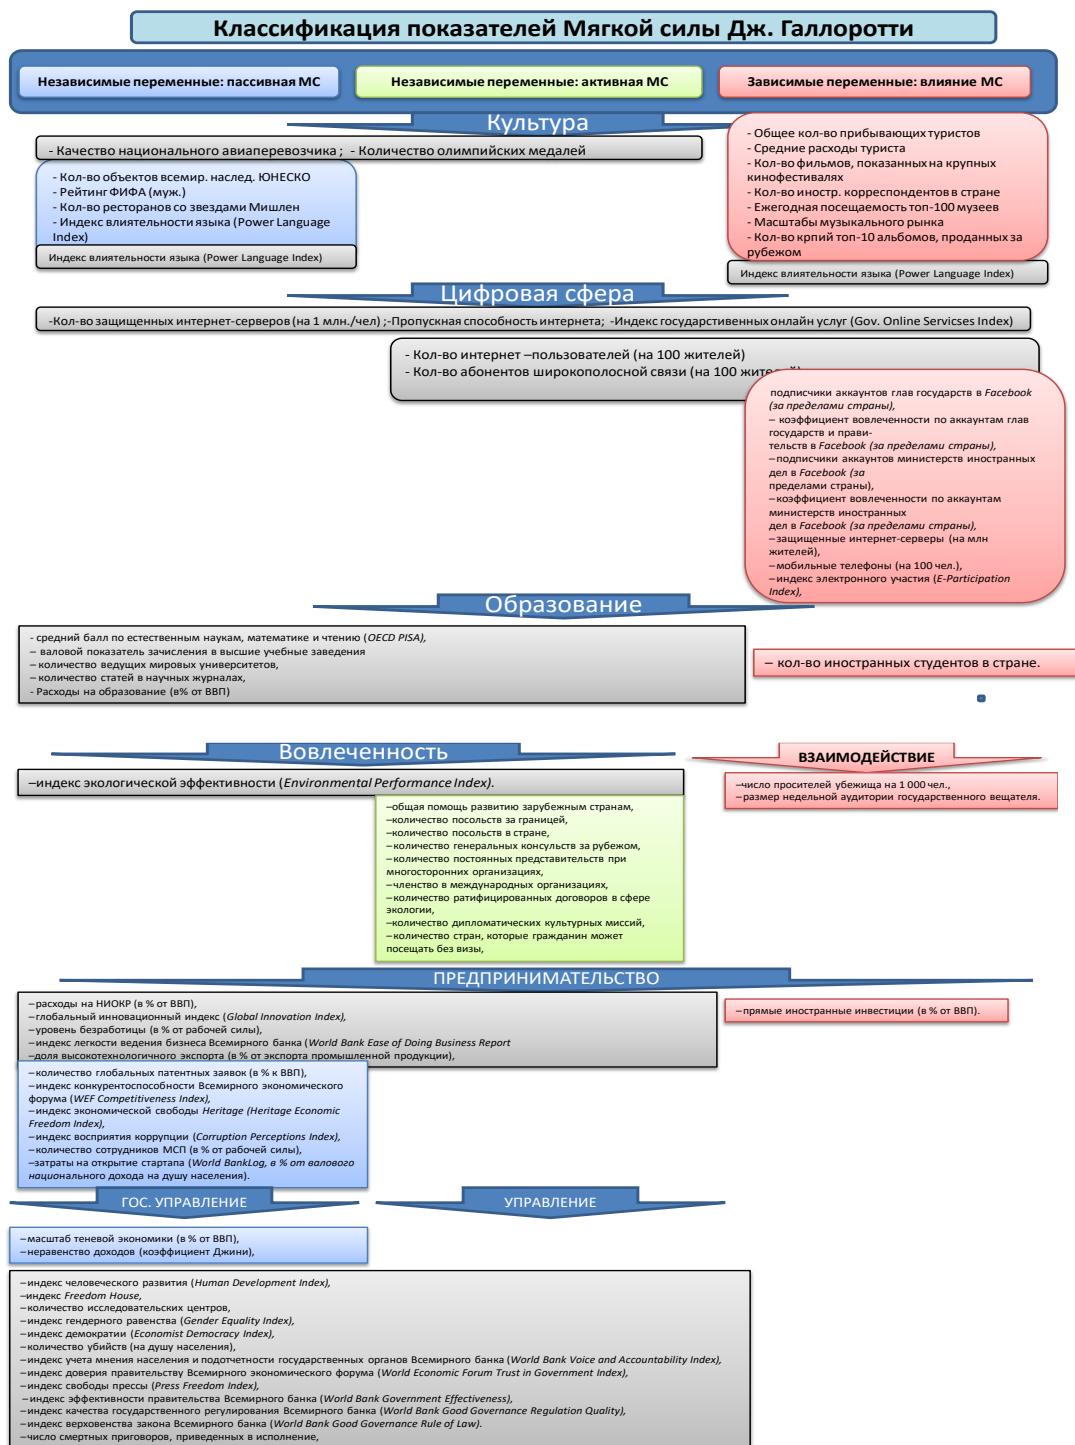 Классификация показателей Мягкой силы Дж. Галлоротти
Независимые переменные: пассивная МС
Независимые переменные: активная МС
Зависимые переменные: влияние МС
Культура
- Качество национального авиаперевозчика ;  - Количество олимпийских медалей
- Кол-во объектов всемир. наслед. ЮНЕСКО
- Рейтинг ФИФА (муж.)
- Кол-во ресторанов со звездами Мишлен
- Индекс влиятельности языка (Power Language
Index)
Индекс влиятельности языка (Power Language Index)
- Общее кол-во прибывающих туристов
- Средние расходы туриста
- Кол-во фильмов, показанных на крупных
кинофестивалях
- Кол-во иностр. корреспондентов в стране
- Ежегодная посещаемость топ-100 музеев
- Масштабы музыкального рынка
- Кол-во крпий топ-10 альбомов, проданных за
рубежом
Индекс влиятельности языка (Power Language Index)
Цифровая сфера
-Кол-во защищенных интернет-серверов (на 1 млн./чел) ;-Пропускная способность интернета;  -Индекс государстивенных онлайн услуг (Gov. Online Servicses Index)
- Кол-во интернет –пользователей (на 100 жителей)
- Кол-во абонентов широкополосной связи (на 100 жителей)
подписчики аккаунтов глав государств в Facebook
(за пределами страны),
– коэффициент вовлеченности по аккаунтам глав
государств и прави-
тельств в Facebook (за пределами страны),
–подписчики аккаунтов министерств иностранных
дел в Facebook (за
пределами страны),
–коэффициент вовлеченности по аккаунтам
министерств иностранных
дел в Facebook (за пределами страны),
–защищенные интернет-серверы (на млн
жителей),
–мобильные телефоны (на 100 чел.),
–индекс электронного участия (E-Participation
Index),
Образование
- средний балл по естественным наукам, математике и чтению (OECD PISA),
– валовой показатель зачисления в высшие учебные заведения
–количество ведущих мировых университетов,
–количество статей в научных журналах,
- Расходы на образование (в% от ВВП)
– кол-во иностранных студентов в стране.
Вовлеченность
ВЗАИМОДЕЙСТВИЕ
–индекс экологической эффективности (Environmental Performance Index).
–число просителей убежища на 1 000 чел.,
–размер недельной аудитории государственного вещателя.
–общая помощь развитию зарубежным странам,
–количество посольств за границей,
–количество посольств в стране,
–количество генеральных консульств за рубежом,
–количество постоянных представительств при
многосторонних организациях,
–членство в международных организациях,
–количество ратифицированных договоров в сфере
экологии,
–количество дипломатических культурных миссий,
–количество стран, которые гражданин может
посещать без визы,
ПРЕДПРИНИМАТЕЛЬСТВО
–расходы на НИОКР (в % от ВВП),
–глобальный инновационный индекс (Global Innovation Index),
–уровень безработицы (в % от рабочей силы),
–индекс легкости ведения бизнеса Всемирного банка (World Bank Ease of Doing Business Report
–доля высокотехнологичного экспорта (в % от экспорта промышленной продукции),
–прямые иностранные инвестиции (в % от ВВП).
–количество глобальных патентных заявок (в % к ВВП),
–индекс конкурентоспособности Всемирного экономического
форума (WEF Competitiveness Index),
–индекс экономической свободы Heritage (Heritage Economic
Freedom Index),
–индекс восприятия коррупции (Corruption Perceptions Index),
–количество сотрудников МСП (в % от рабочей силы),
–затраты на открытие стартапа (World BankLog, в % от валового
национального дохода на душу населения).
ГОС. УПРАВЛЕНИЕ
УПРАВЛЕНИЕ
–масштаб теневой экономики (в % от ВВП),
–неравенство доходов (коэффициент Джини),
–индекс человеческого развития (Human Development Index),
–индекс Freedom House,
–количество исследовательских центров,
–индекс гендерного равенства (Gender Equality Index),
–индекс демократии (Economist Democracy Index),
–количество убийств (на душу населения),
–индекс учета мнения населения и подотчетности государственных органов Всемирного банка (World Bank Voice and Accountability Index),
–индекс доверия правительству Всемирного экономического форума (World Economic Forum Trust in Government Index),
–индекс свободы прессы (Press Freedom Index),
–индекс эффективности правительства Всемирного банка (World Bank Government Effectiveness),
–индекс качества государственного регулирования Всемирного банка (World Bank Good Governance Regulation Quality),
–индекс верховенства закона Всемирного банка (World Bank Good Governance Rule of Law).
–число смертных приговоров, приведенных в исполнение,